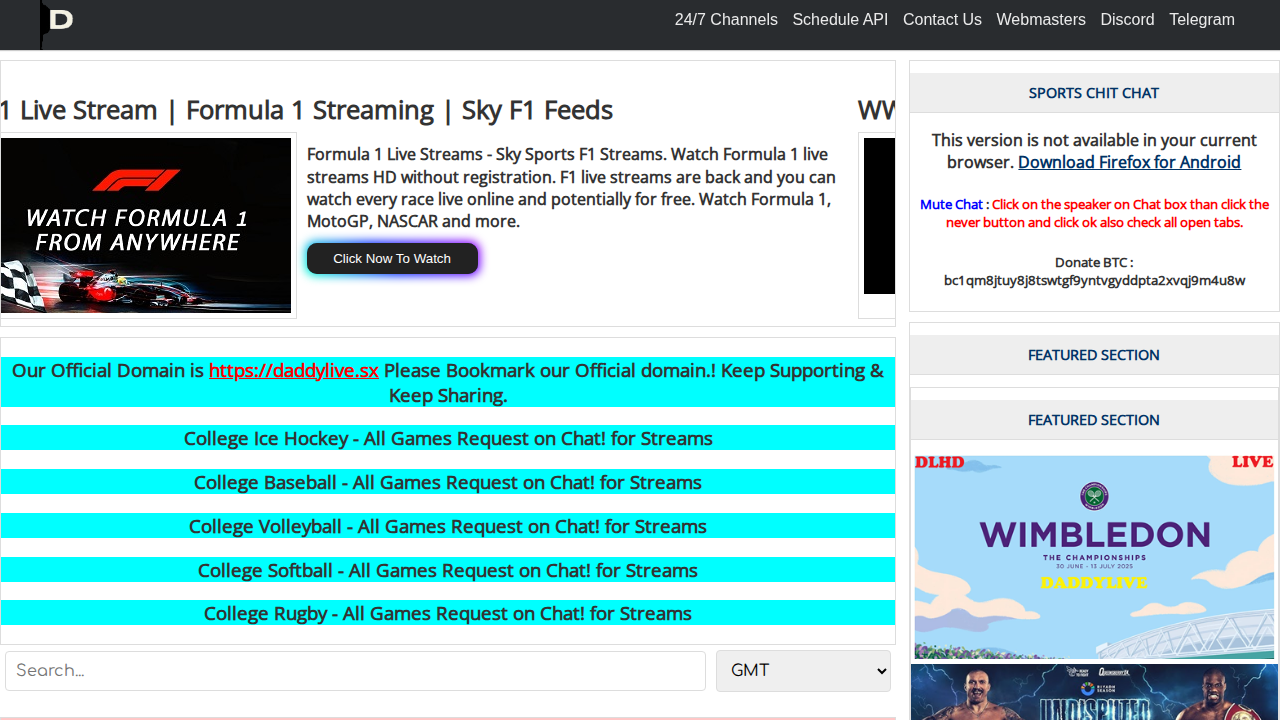 D
24/7 Channels Schedule API Contact Us Webmasters Discord Telegram
1 Live Stream | Formula 1 Streaming | Sky F1 Feeds
WATCH FORMULA 1
FROM ANYWHERE
Formula 1 Live Streams - Sky Sports F1 Streams. Watch Formula 1 live
streams HD without registration. F1 live streams are back and you can
watch every race live online and potentially for free. Watch Formula 1,
MotoGP, NASCAR and more.
Click Now To Watch
Our Official Domain is https://daddylive.sx Please Bookmark our Official domain.! Keep Supporting &
Keep Sharing.
College Ice Hockey - All Games Request on Chat! for Streams
College Baseball - All Games Request on Chat! for Streams
College Volleyball - All Games Request on Chat! for Streams
College Softball - All Games Request on Chat! for Streams
College Rugby - All Games Request on Chat! for Streams
Search...
GMT
SPORTS CHIT CHAT
This version is not available in your current
browser. Download Firefox for Android
Mute Chat : Click on the speaker on Chat box than click the
never button and click ok also check all open tabs.
Donate BTC :
bc1qm8jtuy8j8tswtgf9yntvgyddpta2xvqj9m4u8w
FEATURED SECTION
FEATURED SECTION
DLHD LIVE
WIMBLEDON
THE CHAMPIONSHIPS
30 JUNE - 13 JULY 2025
DADDYLIVE
UNDISPUTED